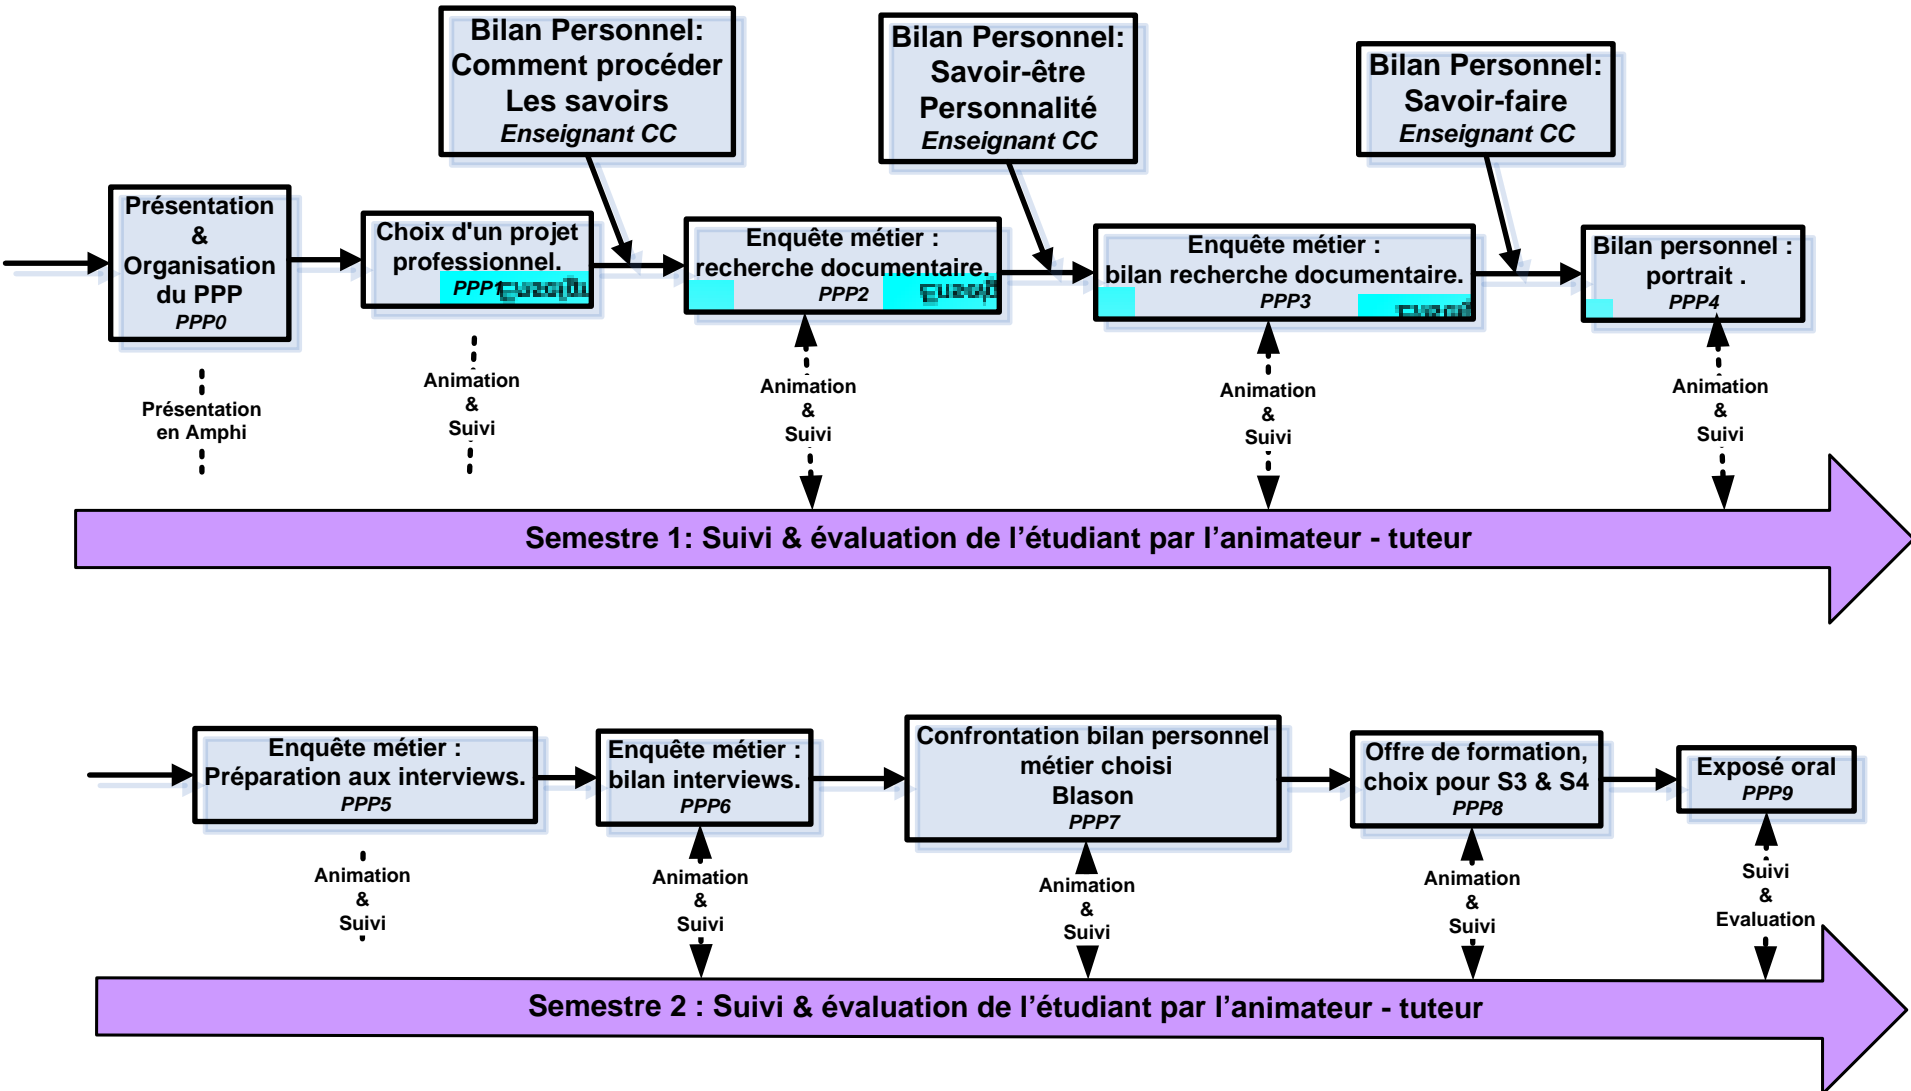 Bilan Personnel:
Comment procéder
Les savoirs
Enseignant CC
Bilan Personnel:
Savoir-être
Personnalité
Enseignant CC
Bilan Personnel:
Savoir-faire
Enseignant CC
Présentation
&
Organisation
du PPP
PPP0
Choix d'un projet
professionnel.
PPP1
Enquête métier :
recherche documentaire.
PPP2
Enquête métier :
bilan recherche documentaire.
PPP3
Bilan personnel :
portrait .
PPP4
Présentation
en Amphi
Animation
&
Suivi
Animation
&
Suivi
Animation
&
Suivi
Animation
&
Suivi
Semestre 1: Suivi & évaluation de l’étudiant par l’animateur - tuteur
Enquête métier :
Préparation aux interviews.
PPP5
Enquête métier :
bilan interviews.
PPP6
Confrontation bilan personnel
métier choisi
Blason
PPP7
Offre de formation,
choix pour S3 & S4
PPP8
Exposé oral
PPP9
Animation
&
Suivi
Animation
&
Suivi
Animation
&
Suivi
Animation
&
Suivi
Suivi
&
Evaluation
Semestre 2 : Suivi & évaluation de l’étudiant par l’animateur - tuteur